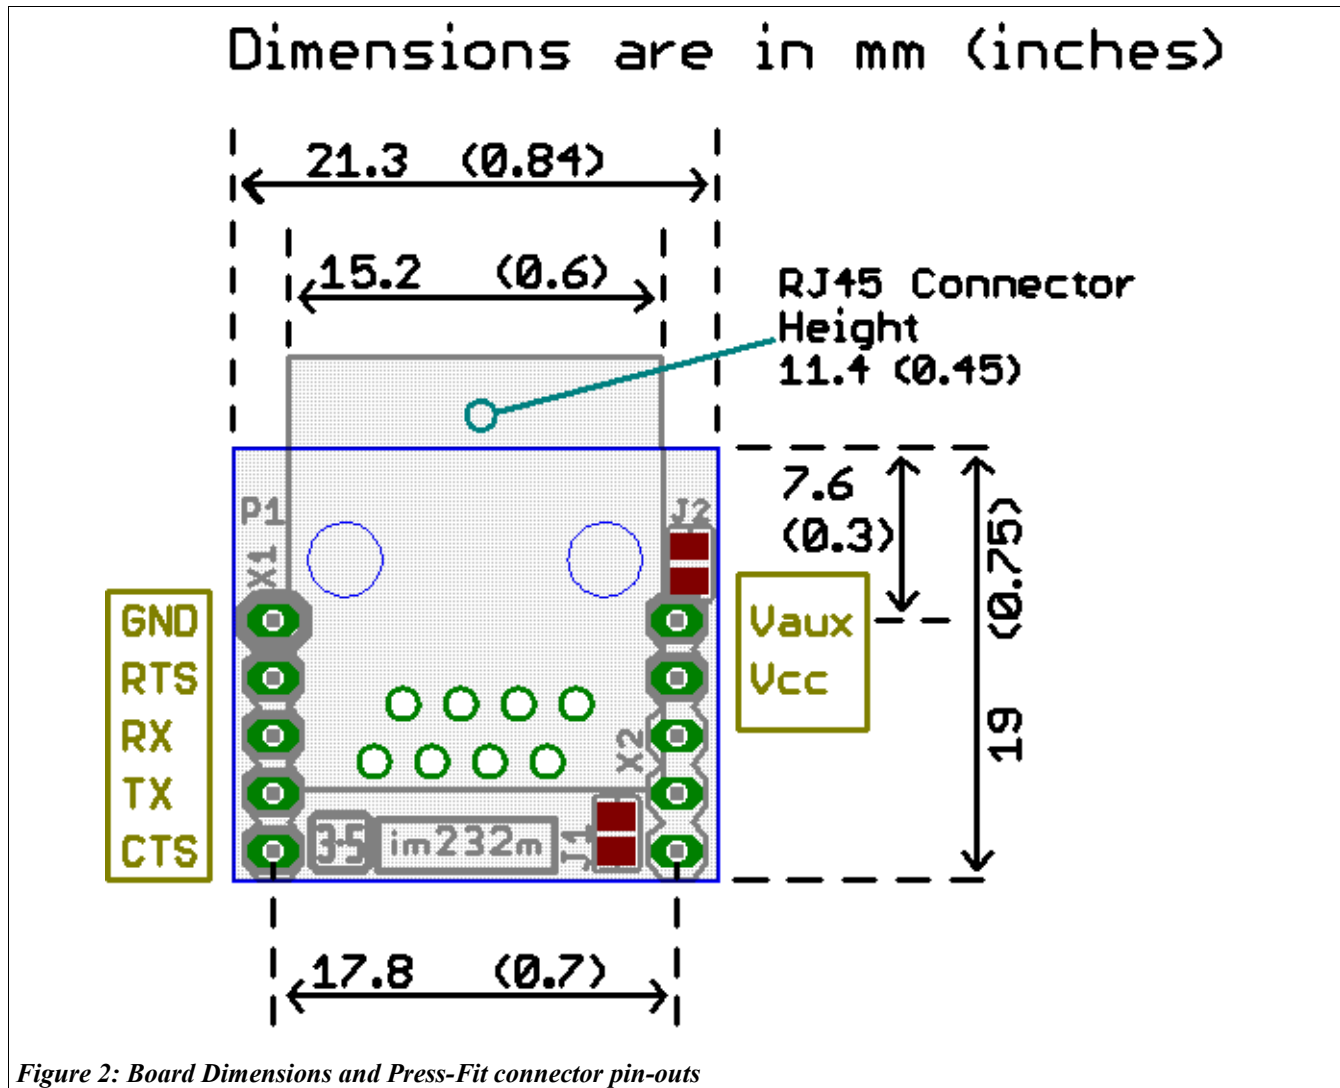 Dimensions are in mm (inches)
21.3 (0.84)
15.2 (0.6)
RJ45 Connector
Height
11.4 (0.45)
7.6
(0.3)
19 (0.75)
P1
X1
J2
GND
RTS
RX
TX
CTS
Vaux
Vcc
X2
3-5
im232m
J1
17.8 (0.7)
Figure 2: Board Dimensions and Press-Fit connector pin-outs